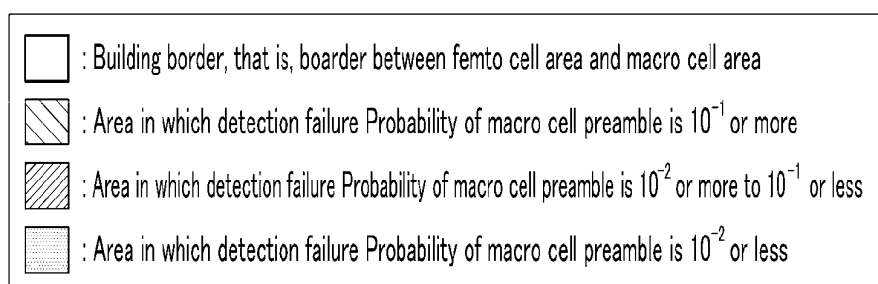 : Building border, that is, boarder between femto cell area and macro cell area
: Area in which detection failure Probability of macro cell preamble is 10⁻¹ or more
: Area in which detection failure Probability of macro cell preamble is 10⁻² or more to 10⁻¹ or less
: Area in which detection failure Probability of macro cell preamble is 10⁻² or less